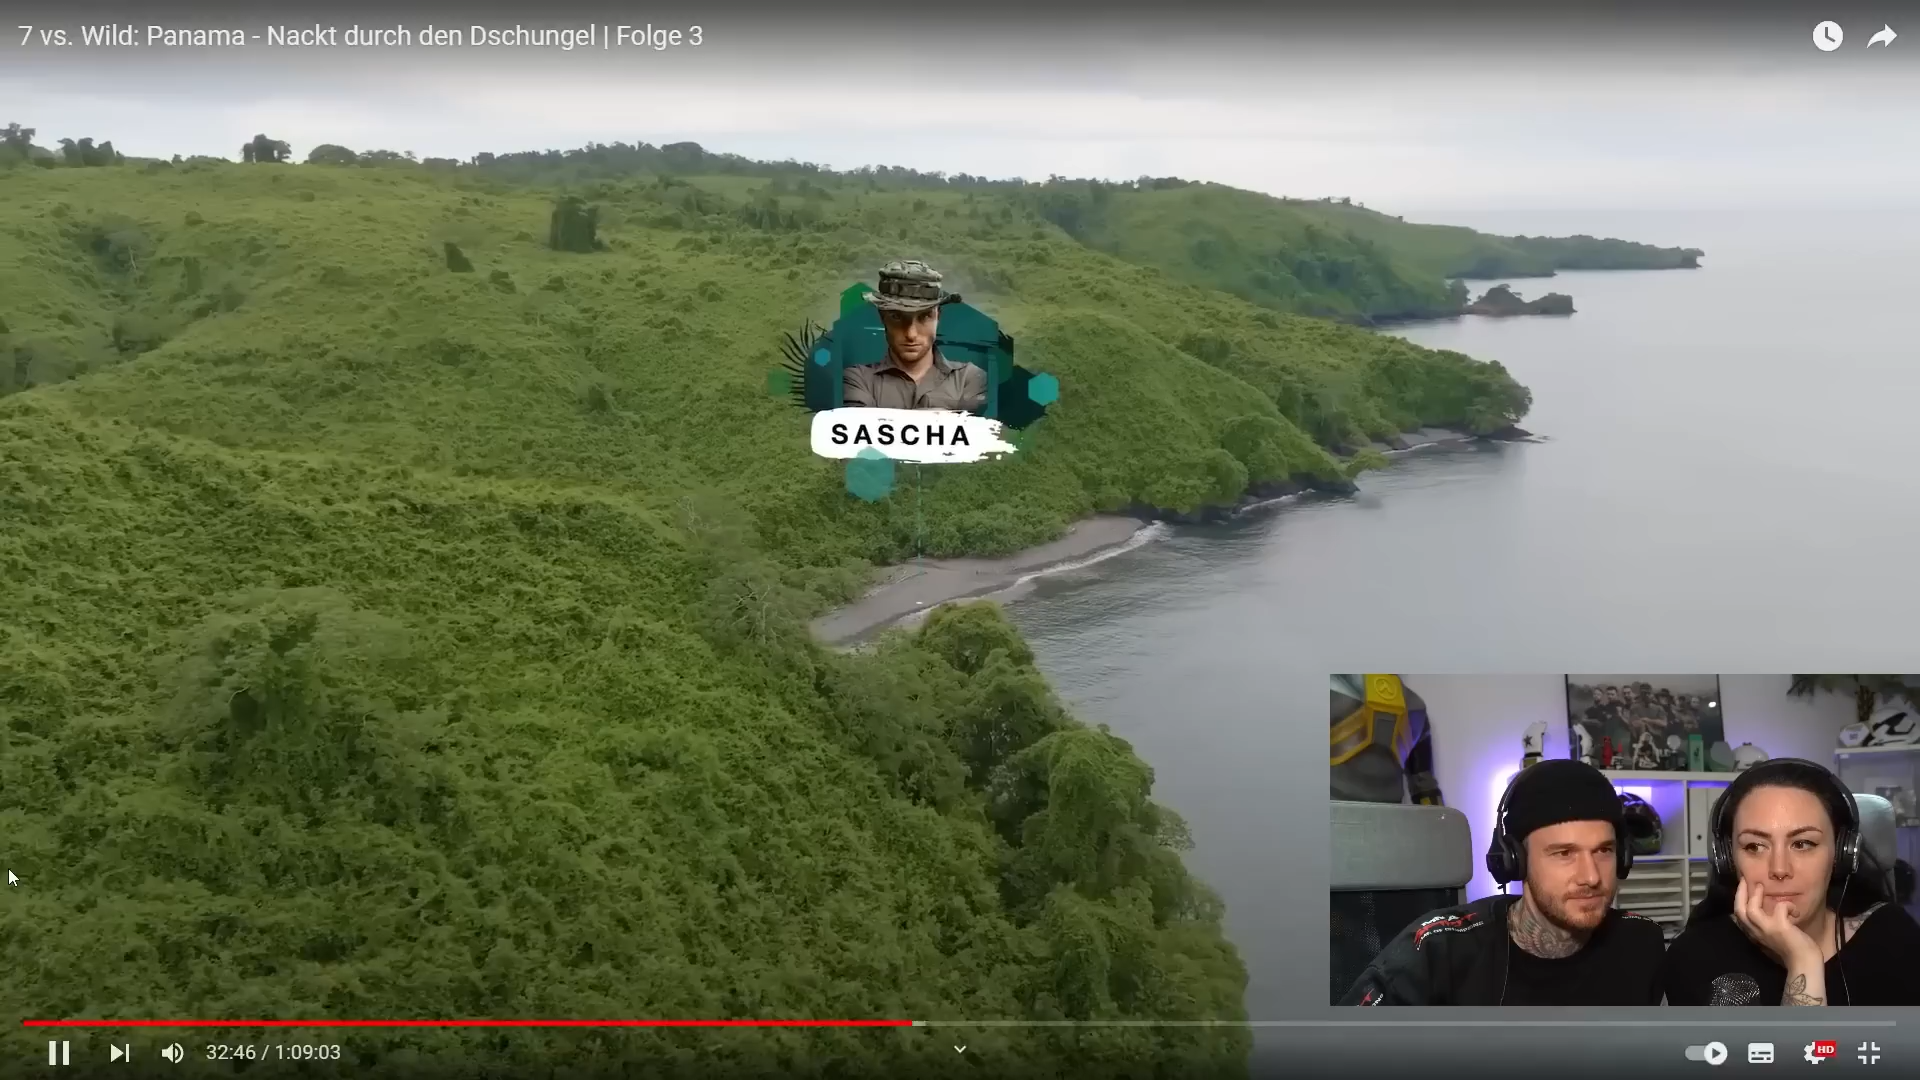 7 vs. Wild: Panama - Nackt durch den Dschungel | Folge 3
SASCHA
32:46 / 1:09:03
HD